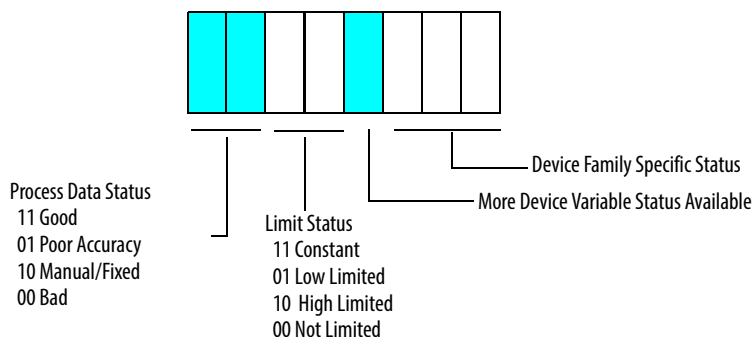 Device Family Specific Status
More Device Variable Status Available
Process Data Status
11 Good
01 Poor Accuracy
10 Manual/Fixed
00 Bad
Limit Status
11 Constant
01 Low Limited
10 High Limited
00 Not Limited